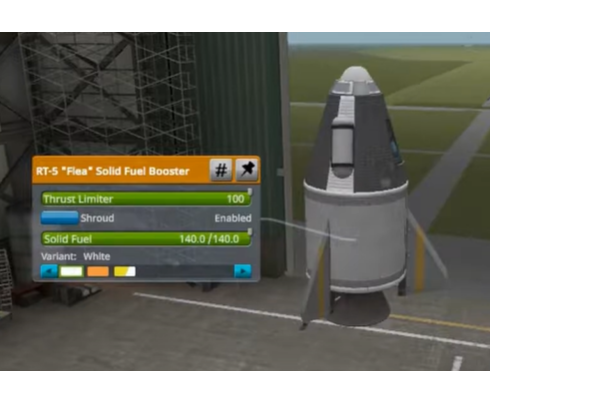 RT-5 "Flea" Solid Fuel Booster #
Thrust Limiter 100
Shroud Enabled
Solid Fuel 140.0 /140.0
Variant: White